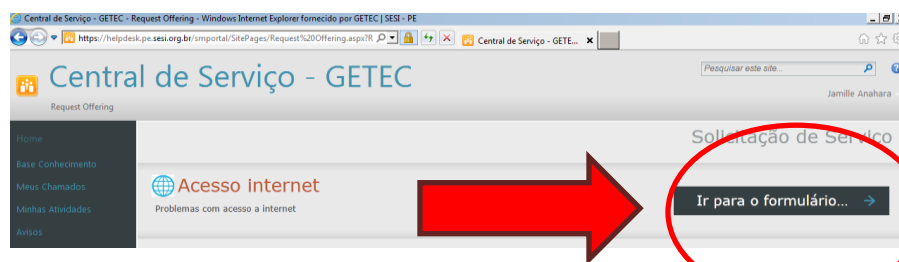 Central de Serviço - GETEC - Request Offering - Windows Internet Explorer fornecido por GETEC | SESI - PE
https://helpdesk.pe.sesi.org.br/smportal/SitePages/Request%20Offering.aspx?R
Central de Serviço - GETE...
Central de Serviço - GETEC
Pesquisar este site...
Jamille Anahara
Request Offering
Home
Solicitação de Serviço
Base Conhecimento
Meus Chamados
Acesso internet
Ir para o formulário...
Minhas Atividades
Problemas com acesso a internet
Avisos